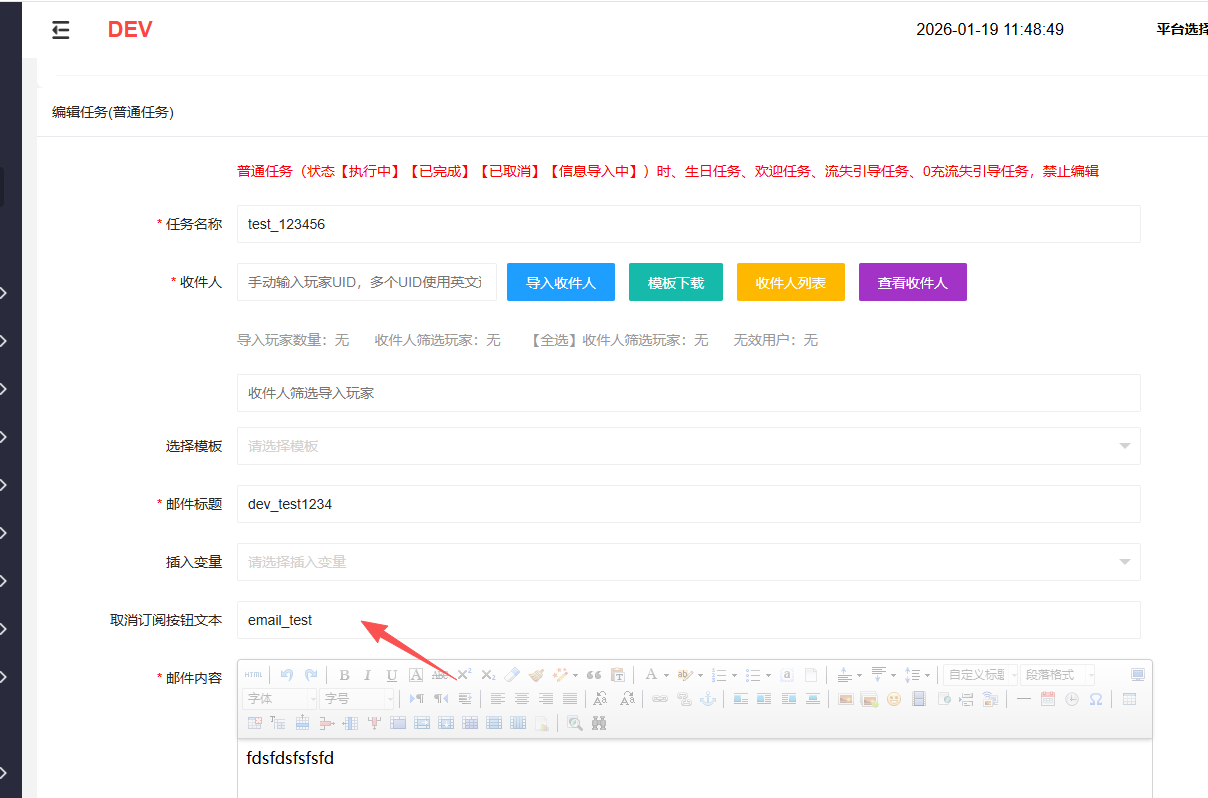 DEV 2026-01-19 11:48:49 平台选择
编辑任务(普通任务)
普通任务（状态【执行中】【已完成】【已取消】【信息导入中】）时、生日任务、欢迎任务、流失引导任务、0充流失引导任务，禁止编辑
* 任务名称 test_123456
* 收件人 手动输入玩家UID，多个UID使用英文 导入收件人 模板下载 收件人列表 查看收件人
导入玩家数量：无 收件人筛选玩家：无 【全选】收件人筛选玩家：无 无效用户：无
收件人筛选导入玩家
选择模板 请选择模板
* 邮件标题 dev_test1234
插入变量 请选择插入变量
取消订阅按钮文本 email_test
* 邮件内容 HTML B I U A ABC X² X₂ A ab a 自定义标题 段落格式
字体 字号
fdsfdsfsfsfd